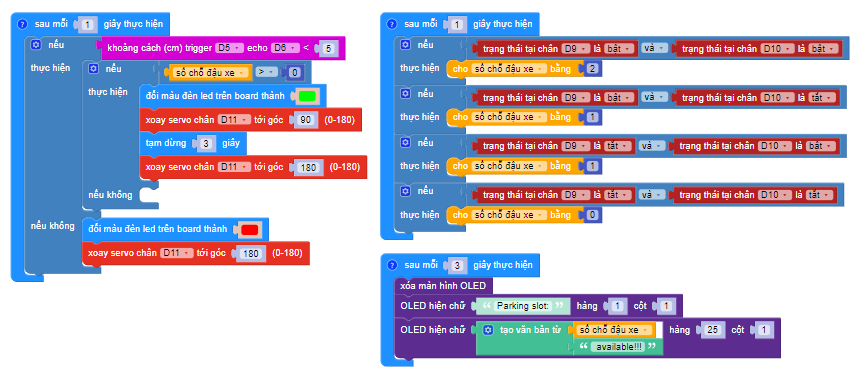 sau mỗi 1 giây thực hiện
nếu khoảng cách (cm) trigger D5 echo D6 < 5
thực hiện nếu số chỗ đậu xe > 0
thực hiện đổi màu đèn led trên board thành
xoay servo chân D11 tới góc 90 (0-180)
tạm dừng 3 giây
xoay servo chân D11 tới góc 180 (0-180)
nếu không
nếu không đổi màu đèn led trên board thành
xoay servo chân D11 tới góc 180 (0-180)
sau mỗi 1 giây thực hiện
nếu trạng thái tại chân D9 là bật và trạng thái tại chân D10 là bật
thực hiện cho số chỗ đậu xe bằng 2
nếu trạng thái tại chân D9 là bật và trạng thái tại chân D10 là tắt
thực hiện cho số chỗ đậu xe bằng 1
nếu trạng thái tại chân D9 là tắt và trạng thái tại chân D10 là bật
thực hiện cho số chỗ đậu xe bằng 1
nếu trạng thái tại chân D9 là tắt và trạng thái tại chân D10 là tắt
thực hiện cho số chỗ đậu xe bằng 0
sau mỗi 3 giây thực hiện
xóa màn hình OLED
OLED hiện chữ “ Parking slot: ” hàng 1 cột 1
OLED hiện chữ tạo văn bản từ số chỗ đậu xe hàng 25 cột 1
“ available!!! ”